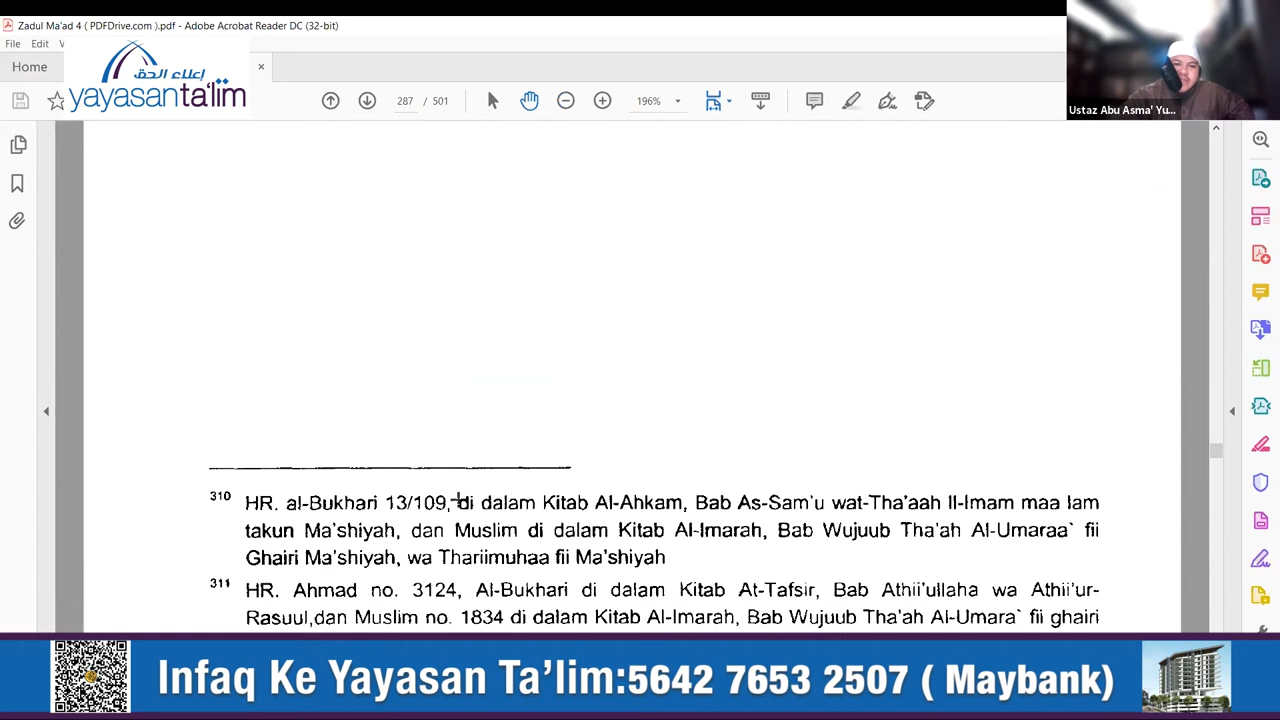 Zadul Ma'ad 4 ( PDFDrive.com ).pdf - Adobe Acrobat Reader DC (32-bit)
File Edit V
Home
إعلاء الحق
yayasanta'lim
287 / 501
196%
Ustaz Abu Asma' Yu...
310 HR. al-Bukhari 13/109, di dalam Kitab Al-Ahkam, Bab As-Sam'u wat-Tha'aah lI-Imam maa lam
takun Ma'shiyah, dan Muslim di dalam Kitab Al-Imarah, Bab Wujuub Tha'ah Al-Umaraa` fii
Ghairi Ma'shiyah, wa Thariimuhaa fii Ma'shiyah
311 HR. Ahmad no. 3124, Al-Bukhari di dalam Kitab At-Tafsir, Bab Athii'ullaha wa Athii'ur-
Rasuul,dan Muslim no. 1834 di dalam Kitab Al-Imarah, Bab Wujuub Tha'ah Al-Umara` fii ghairi
Infaq Ke Yayasan Ta'lim:5642 7653 2507 ( Maybank)